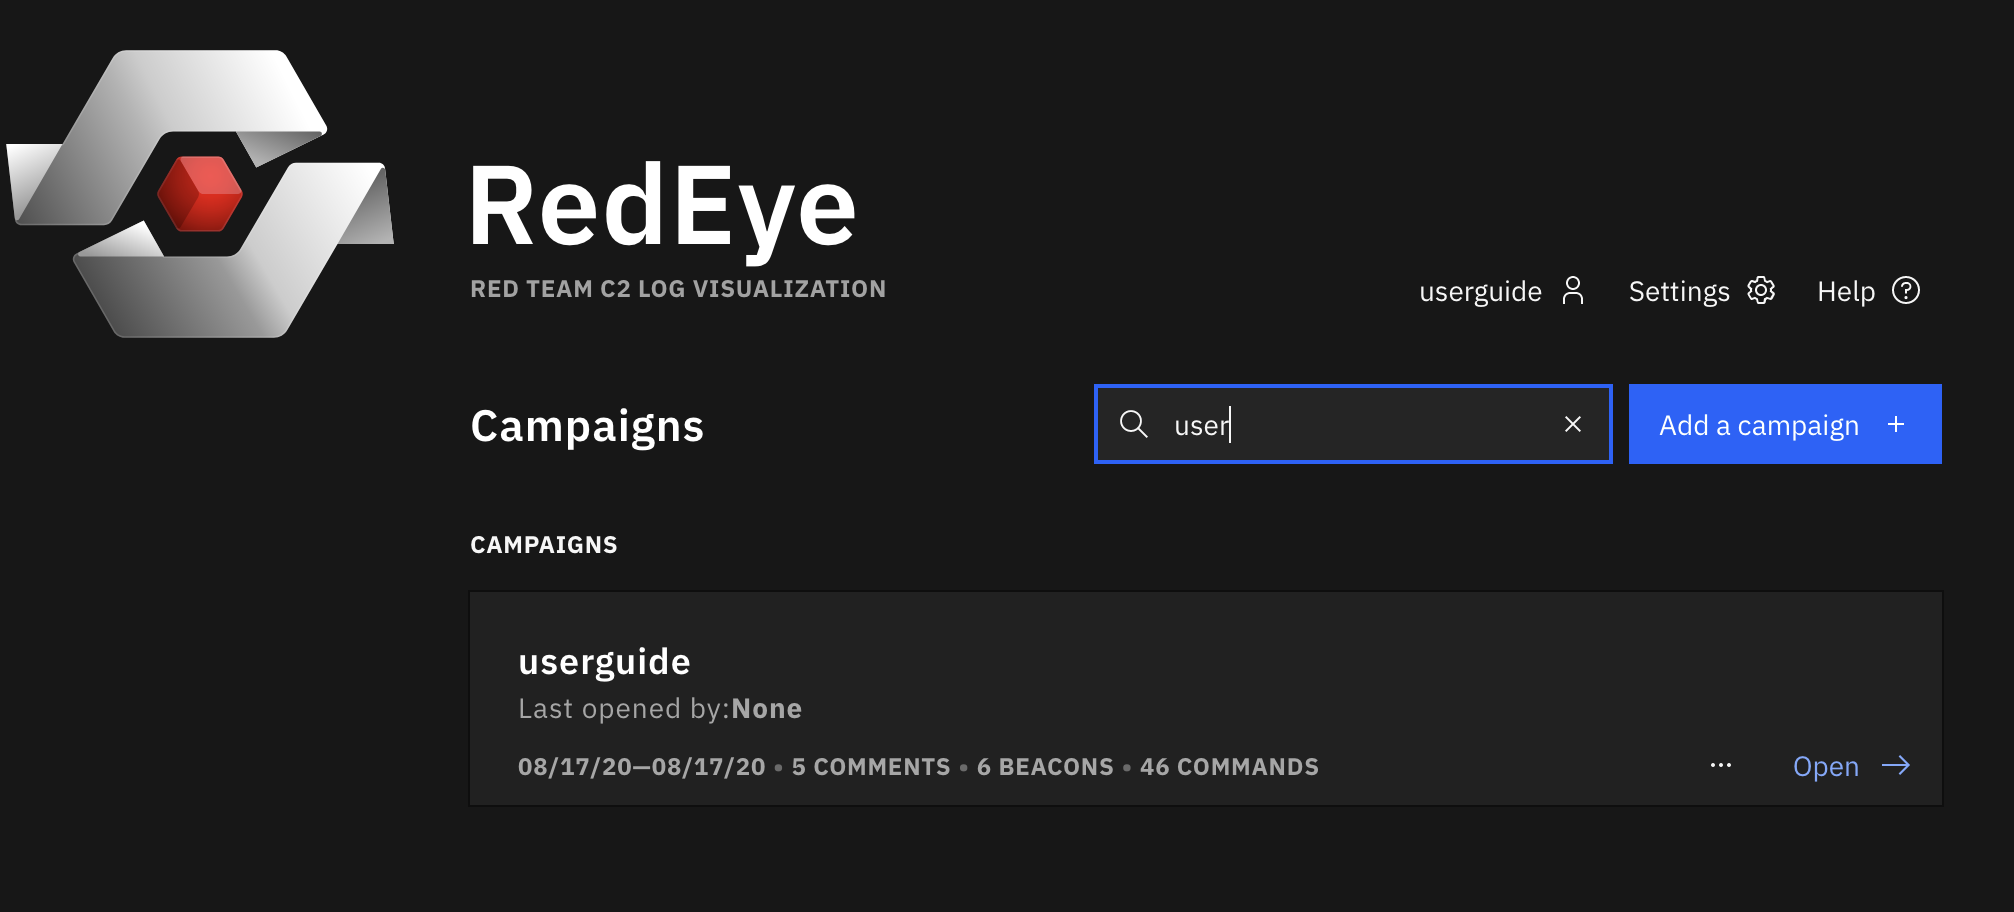 RedEye
RED TEAM C2 LOG VISUALIZATION
userguide Settings Help
Campaigns
user
Add a campaign
CAMPAIGNS
userguide
Last opened by:None
08/17/20—08/17/20 • 5 COMMENTS • 6 BEACONS • 46 COMMANDS
Open